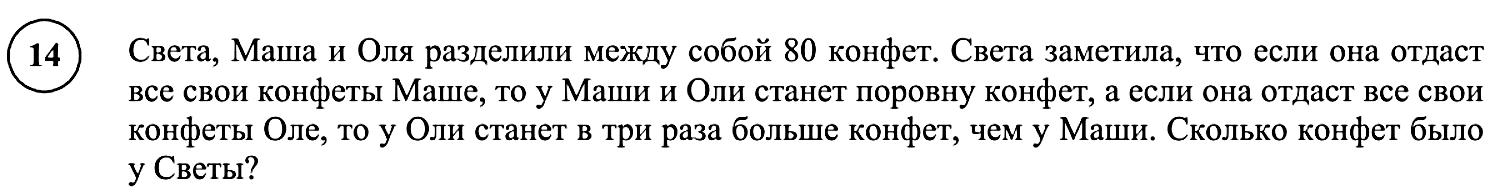 14 Света, Маша и Оля разделили между собой 80 конфет. Света заметила, что если она отдаст
все свои конфеты Маше, то у Маши и Оли станет поровну конфет, а если она отдаст все свои
конфеты Оле, то у Оли станет в три раза больше конфет, чем у Маши. Сколько конфет было
у Светы?